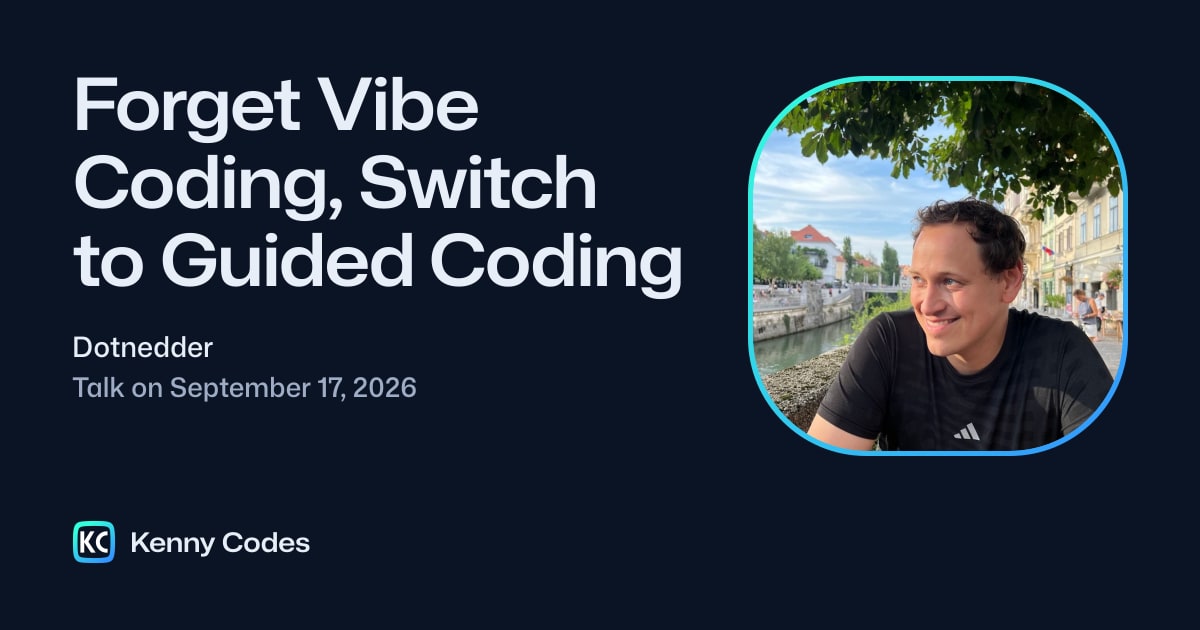 Forget Vibe
Coding, Switch
to Guided Coding
Dotnedder
Talk on September 17, 2026
KC Kenny Codes